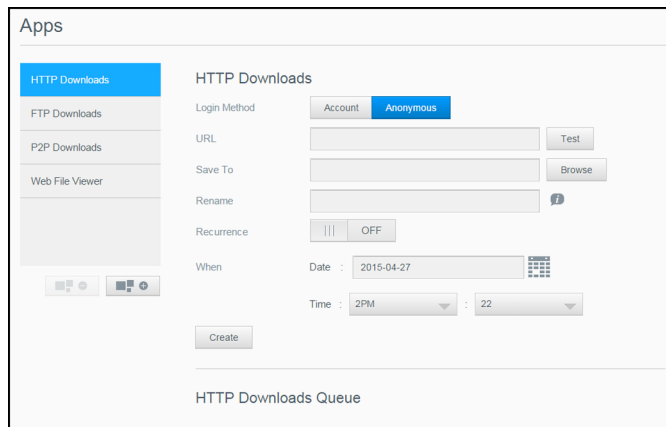 Apps
HTTP Downloads
FTP Downloads
P2P Downloads
Web File Viewer
HTTP Downloads
Login Method Account Anonymous
URL Test
Save To Browse
Rename i
Recurrence OFF
When Date : 2015-04-27
Time : 2PM : 22
Create
HTTP Downloads Queue